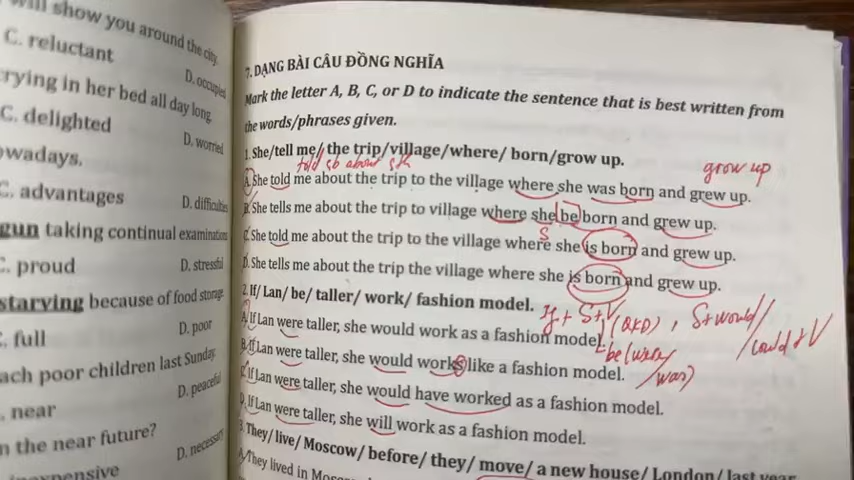 will show you around the city.
C. reluctant
D. occupied
rying in her bed all day long.
C. delighted
D. worried
owadays.
C. advantages
D. difficulties
gun taking continual examinations
C. proud
D. stressful
starving because of food storage.
C. full
D. poor
ach poor children last Sunday.
D. peaceful
. near
n the near future?
D. necessary
inexpensive
7. DẠNG BÀI CÂU ĐỒNG NGHĨA
Mark the letter A, B, C, or D to indicate the sentence that is best written from
the words/phrases given.
1. She/tell me/ the trip/village/where/ born/grow up.
told sb about sth
grow up
A. She told me about the trip to the village where she was born and grew up.
B. She tells me about the trip to village where she be born and grew up.
S
C. She told me about the trip to the village where she is born and grew up.
D. She tells me about the trip the village where she is born and grew up.
2. If/ Lan/ be/ taller/ work/ fashion model.
If + S + V (QKD), S + would/
could + V
be (were/
was)
A. If Lan were taller, she would work as a fashion model.
B. If Lan were taller, she would works like a fashion model.
C. If Lan were taller, she would have worked as a fashion model.
D. If Lan were taller, she will work as a fashion model.
3. They/ live/ Moscow/ before/ they/ move/ a new house/ London/ last year
A. They lived in